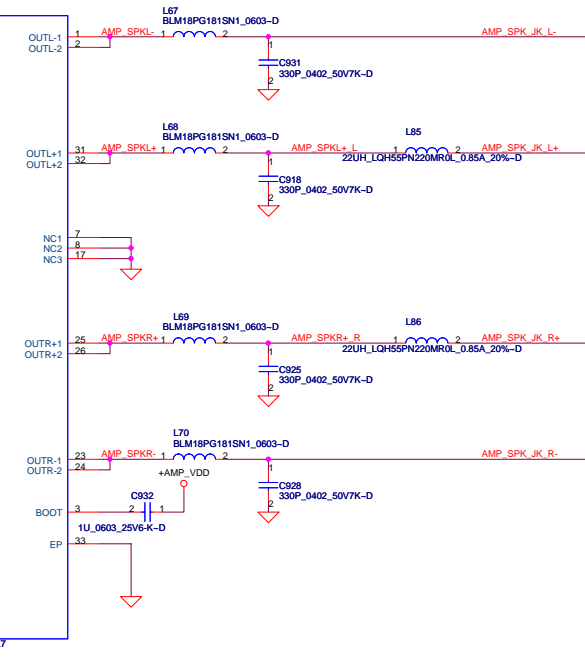 L67
BLM18PG181SN1_0603~D
OUTL-1 1 AMP_SPKL- 1 2 AMP_SPK_JK_L-
OUTL-2 2
1
C931
330P_0402_50V7K~D
2
L68
BLM18PG181SN1_0603~D
L85
OUTL+1 31 AMP_SPKL+ 1 2 AMP_SPKL+_L 1 2 AMP_SPK_JK_L+
22UH_LQH55PN220MR0L_0.85A_20%~D
OUTL+2 32
1
C918
330P_0402_50V7K~D
2
NC1 7
NC2 8
NC3 17
L69
BLM18PG181SN1_0603~D
L86
OUTR+1 25 AMP_SPKR+ 1 2 AMP_SPKR+_R 1 2 AMP_SPK_JK_R+
22UH_LQH55PN220MR0L_0.85A_20%~D
OUTR+2 26
1
C925
330P_0402_50V7K~D
2
L70
BLM18PG181SN1_0603~D
OUTR-1 23 AMP_SPKR- 1 2 AMP_SPK_JK_R-
OUTR-2 24
+AMP_VDD
1
C928
330P_0402_50V7K~D
2
C932
BOOT 3 2 1
1U_0603_25V6-K~D
EP 33
7